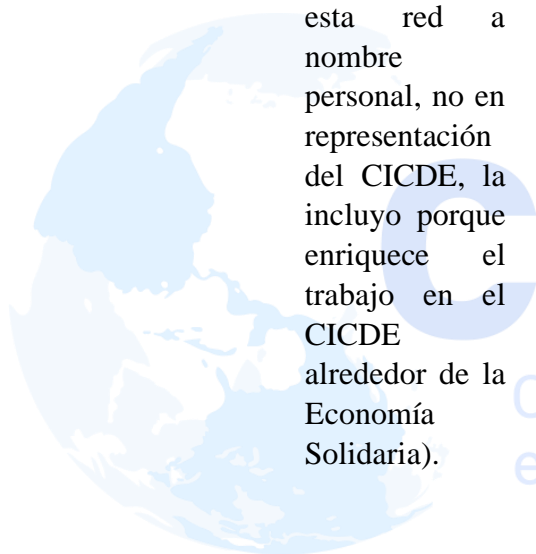 esta red a
nombre
personal, no en
representación
del CICDE, la
incluyo porque
enriquece el
trabajo en el
CICDE
alrededor de la
Economía
Solidaria).